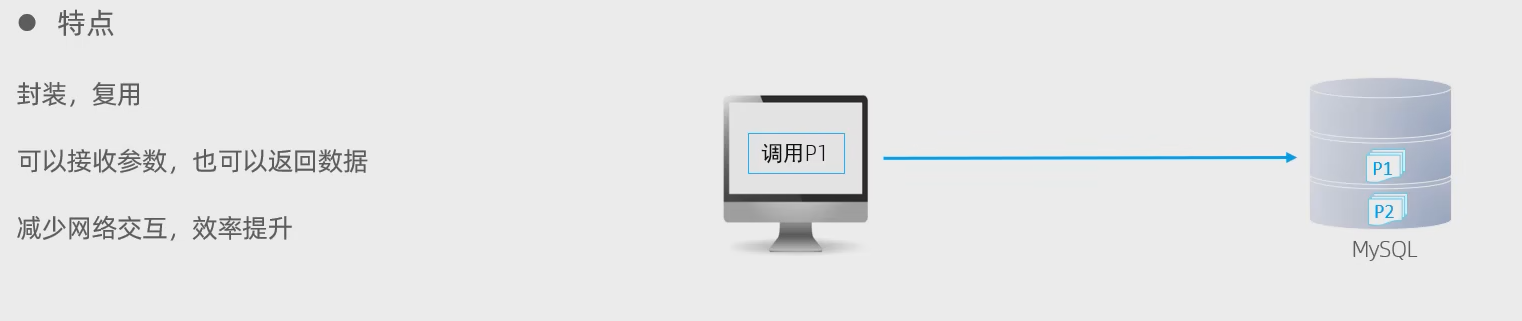 ● 特点
封装，复用
可以接收参数，也可以返回数据
减少网络交互，效率提升
调用P1
P1
P2
MySQL